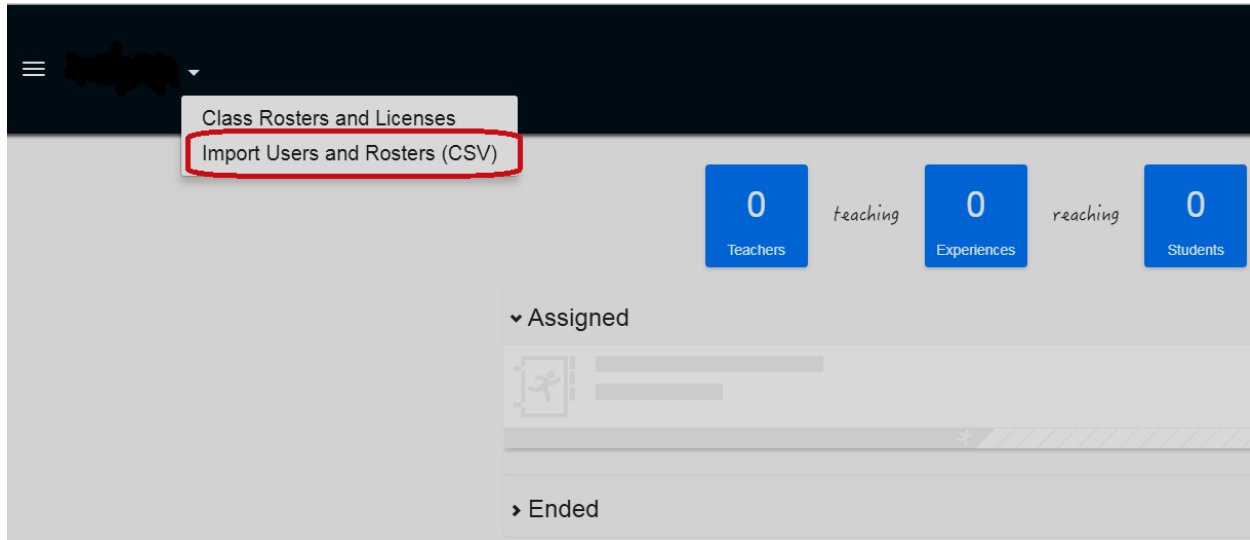 Class Rosters and Licenses
Import Users and Rosters (CSV)
0 teaching 0 reaching 0
Teachers Experiences Students
Assigned
Ended